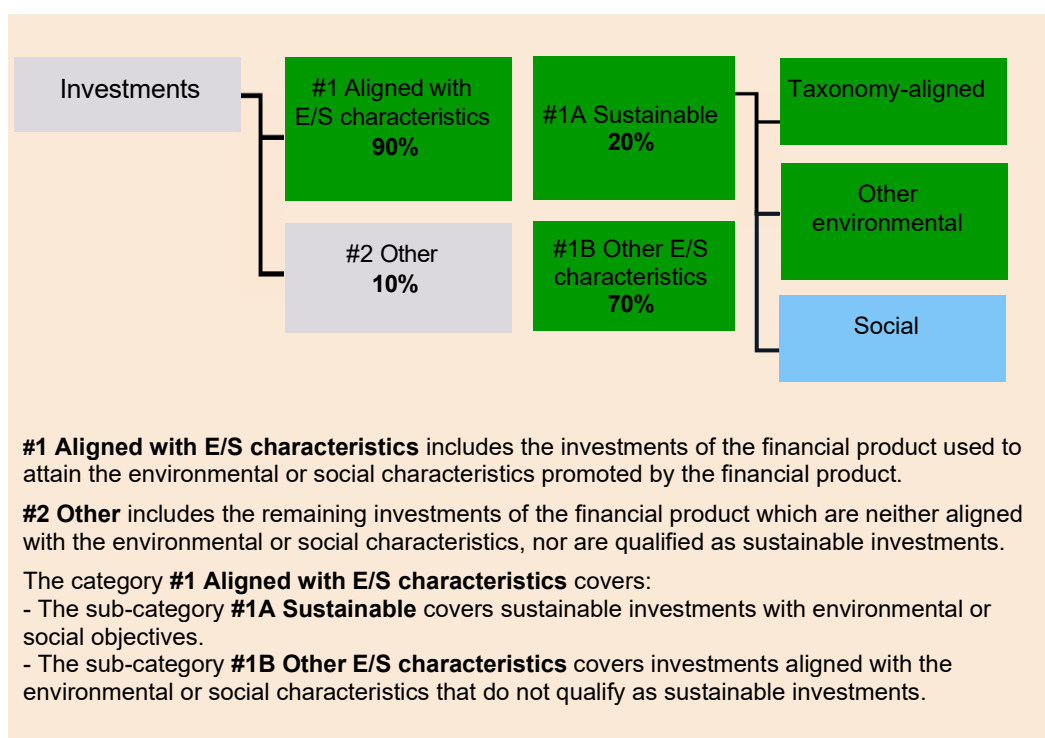 Investments
#1 Aligned with
E/S characteristics
90%
#2 Other
10%
#1A Sustainable
20%
#1B Other E/S
characteristics
70%
Taxonomy-aligned
Other
environmental
Social
#1 Aligned with E/S characteristics includes the investments of the financial product used to
attain the environmental or social characteristics promoted by the financial product.
#2 Other includes the remaining investments of the financial product which are neither aligned
with the environmental or social characteristics, nor are qualified as sustainable investments.
The category #1 Aligned with E/S characteristics covers:
- The sub-category #1A Sustainable covers sustainable investments with environmental or
social objectives.
- The sub-category #1B Other E/S characteristics covers investments aligned with the
environmental or social characteristics that do not qualify as sustainable investments.